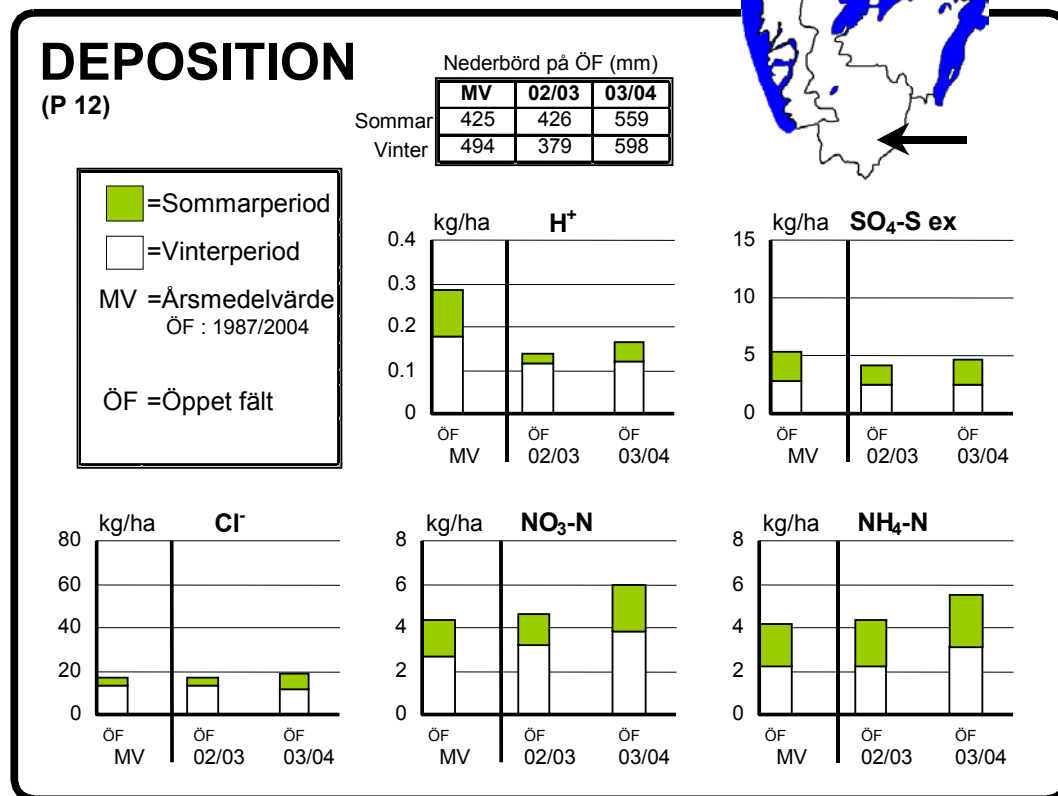 DEPOSITION
(P 12)
Nederbörd på ÖF (mm)
MV 02/03 03/04
Sommar 425 426 559
Vinter 494 379 598
=Sommarperiod
=Vinterperiod
MV =Årsmedelvärde
ÖF : 1987/2004
ÖF =Öppet fält
kg/ha H⁺
0.4
0.3
0.2
0.1
0
ÖF ÖF ÖF
MV 02/03 03/04
kg/ha SO₄-S ex
15
10
5
0
ÖF ÖF ÖF
MV 02/03 03/04
kg/ha Cl⁻
80
60
40
20
0
ÖF ÖF ÖF
MV 02/03 03/04
kg/ha NO₃-N
8
6
4
2
0
ÖF ÖF ÖF
MV 02/03 03/04
kg/ha NH₄-N
8
6
4
2
0
ÖF ÖF ÖF
MV 02/03 03/04